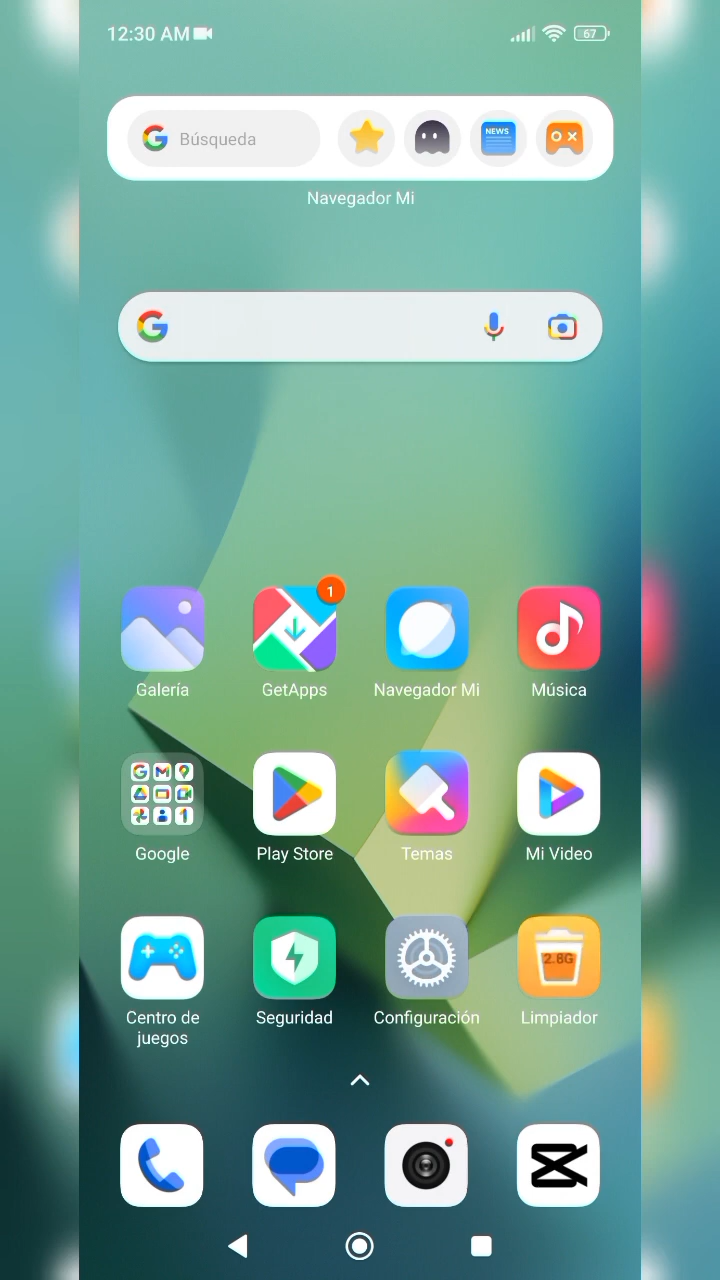 12:30 AM
67
Búsqueda
NEWS
Navegador Mi
1
Galería
GetApps
Navegador Mi
Música
Google
Play Store
Temas
Mi Video
2.8G
Centro de
juegos
Seguridad
Configuración
Limpiador